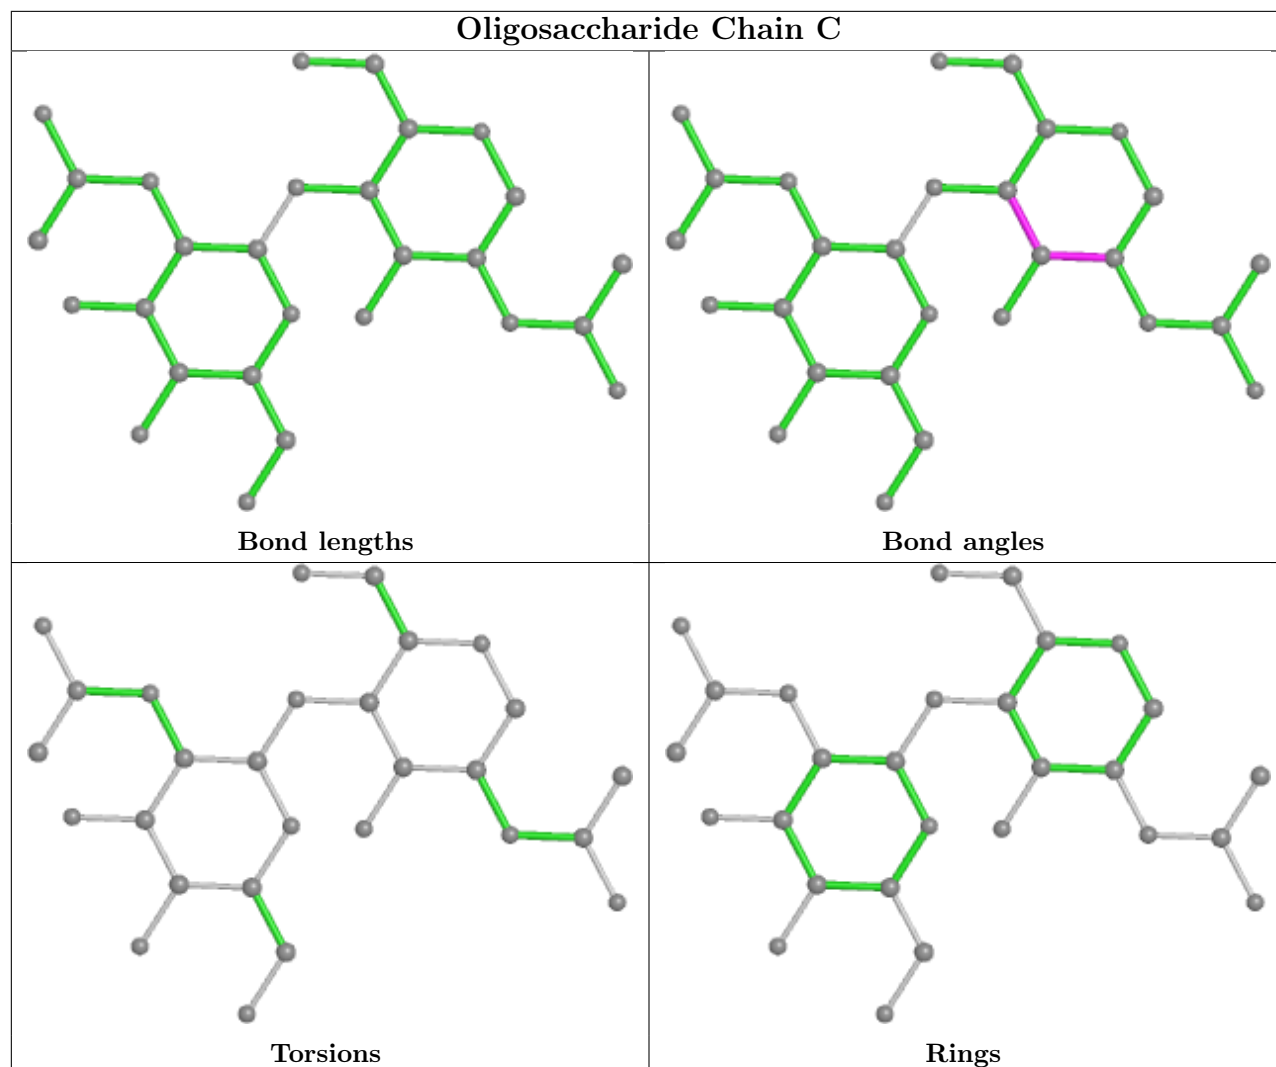 Oligosaccharide Chain C
Bond lengths
Bond angles
Torsions
Rings